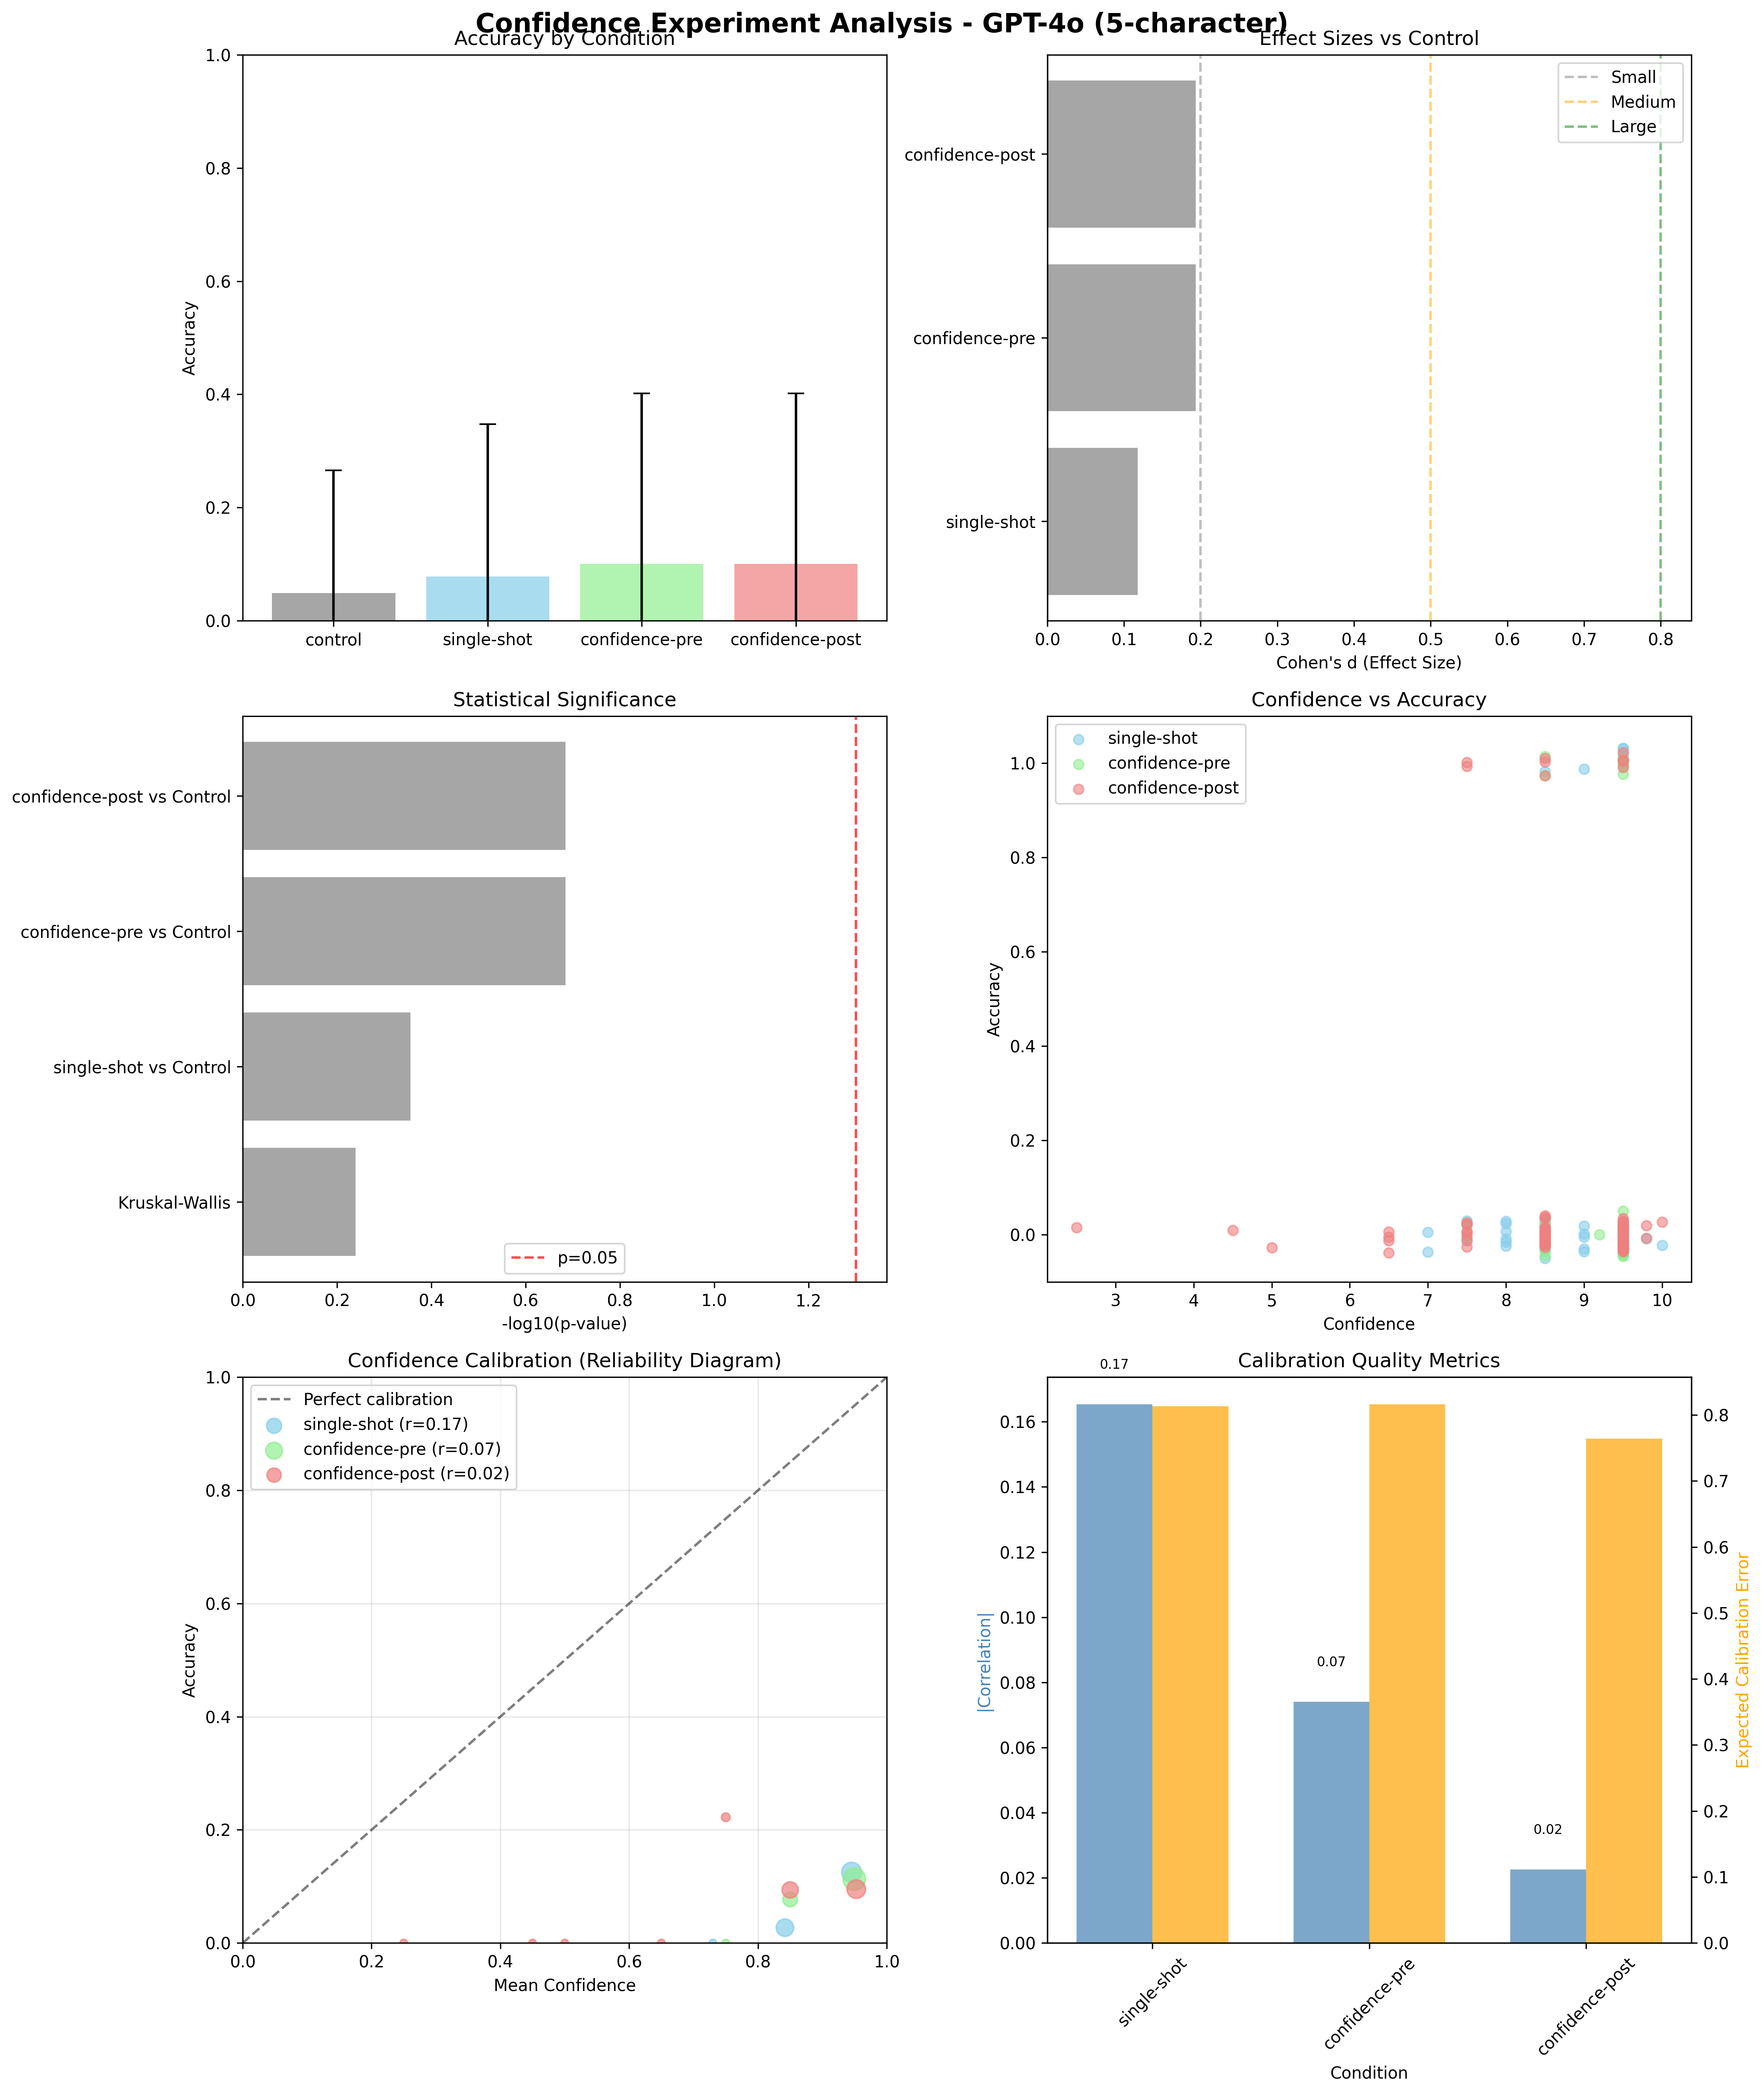 Confidence Experiment Analysis - GPT-4o (5-character)
Accuracy by Condition
1.0
0.8
0.6
0.4
0.2
0.0
Accuracy
control
single-shot
confidence-pre
confidence-post
Effect Sizes vs Control
Small
Medium
Large
confidence-post
confidence-pre
single-shot
0.0
0.1
0.2
0.3
0.4
0.5
0.6
0.7
0.8
Cohen's d (Effect Size)
Statistical Significance
confidence-post vs Control
confidence-pre vs Control
single-shot vs Control
Kruskal-Wallis
p=0.05
0.0
0.2
0.4
0.6
0.8
1.0
1.2
-log10(p-value)
Confidence vs Accuracy
single-shot
confidence-pre
confidence-post
1.0
0.8
0.6
0.4
0.2
0.0
Accuracy
3
4
5
6
7
8
9
10
Confidence
Confidence Calibration (Reliability Diagram)
Perfect calibration
single-shot (r=0.17)
confidence-pre (r=0.07)
confidence-post (r=0.02)
1.0
0.8
0.6
0.4
0.2
0.0
Accuracy
0.0
0.2
0.4
0.6
0.8
1.0
Mean Confidence
Calibration Quality Metrics
0.17
0.07
0.02
0.16
0.14
0.12
0.10
0.08
0.06
0.04
0.02
0.00
|Correlation|
0.8
0.7
0.6
0.5
0.4
0.3
0.2
0.1
0.0
Expected Calibration Error
single-shot
confidence-pre
confidence-post
Condition